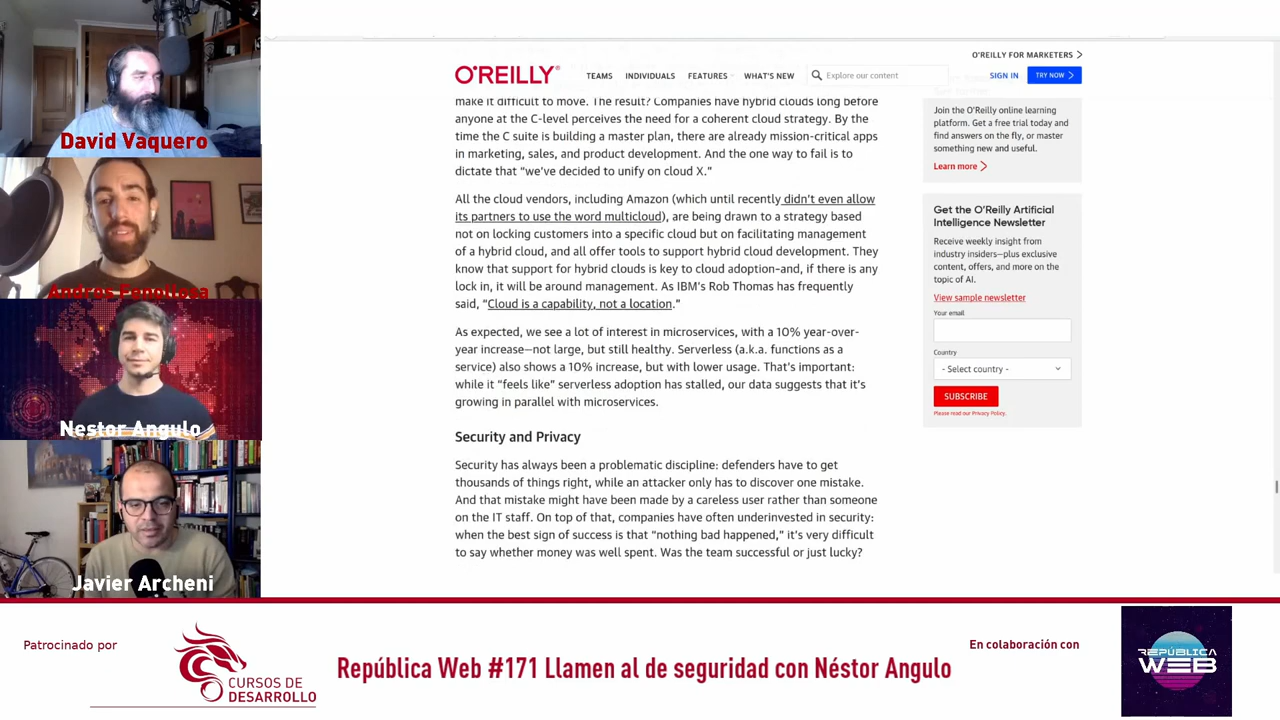 David Vaquero
Andros Fenollosa
Nestor Angulo
Javier Archeni
O'REILLY®
TEAMS
INDIVIDUALS
FEATURES
WHAT'S NEW
Explore our content
O'REILLY FOR MARKETERS
SIGN IN
TRY NOW
make it difficult to move. The result? Companies have hybrid clouds long before
anyone at the C-level perceives the need for a coherent cloud strategy. By the
time the C suite is building a master plan, there are already mission-critical apps
in marketing, sales, and product development. And the one way to fail is to
dictate that “we’ve decided to unify on cloud X.”
All the cloud vendors, including Amazon (which until recently didn’t even allow
its partners to use the word multicloud), are being drawn to a strategy based
not on locking customers into a specific cloud but on facilitating management
of a hybrid cloud, and all offer tools to support hybrid cloud development. They
know that support for hybrid clouds is key to cloud adoption–and, if there is any
lock in, it will be around management. As IBM’s Rob Thomas has frequently
said, “Cloud is a capability, not a location.”
As expected, we see a lot of interest in microservices, with a 10% year-over-
year increase—not large, but still healthy. Serverless (a.k.a. functions as a
service) also shows a 10% increase, but with lower usage. That’s important:
while it “feels like” serverless adoption has stalled, our data suggests that it’s
growing in parallel with microservices.
Security and Privacy
Security has always been a problematic discipline: defenders have to get
thousands of things right, while an attacker only has to discover one mistake.
And that mistake might have been made by a careless user rather than someone
on the IT staff. On top of that, companies have often underinvested in security:
when the best sign of success is that “nothing bad happened,” it’s very difficult
to say whether money was well spent. Was the team successful or just lucky?
Join the O’Reilly online learning
platform. Get a free trial today and
find answers on the fly, or master
something new and useful.
Learn more
Get the O’Reilly Artificial
Intelligence Newsletter
Receive weekly insight from
industry insiders—plus exclusive
content, offers, and more on the
topic of AI.
View sample newsletter
Your email
Country
- Select country -
SUBSCRIBE
Please read our Privacy Policy.
Patrocinado por
CURSOS DE
DESARROLLO
República Web #171 Llamen al de seguridad con Néstor Angulo
En colaboración con
REPÚBLICA
WEB